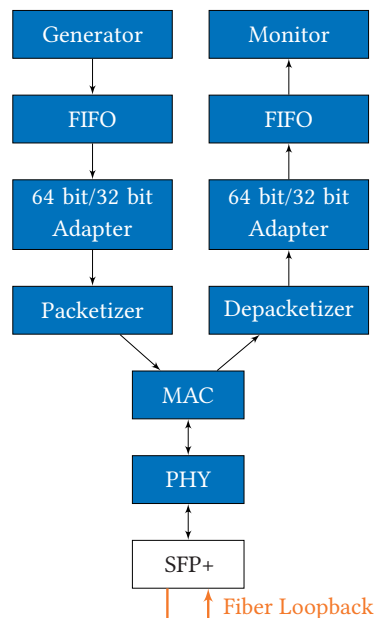 Generator
Monitor
FIFO
FIFO
64 bit/32 bit
Adapter
64 bit/32 bit
Adapter
Packetizer
Depacketizer
MAC
PHY
SFP+
Fiber Loopback